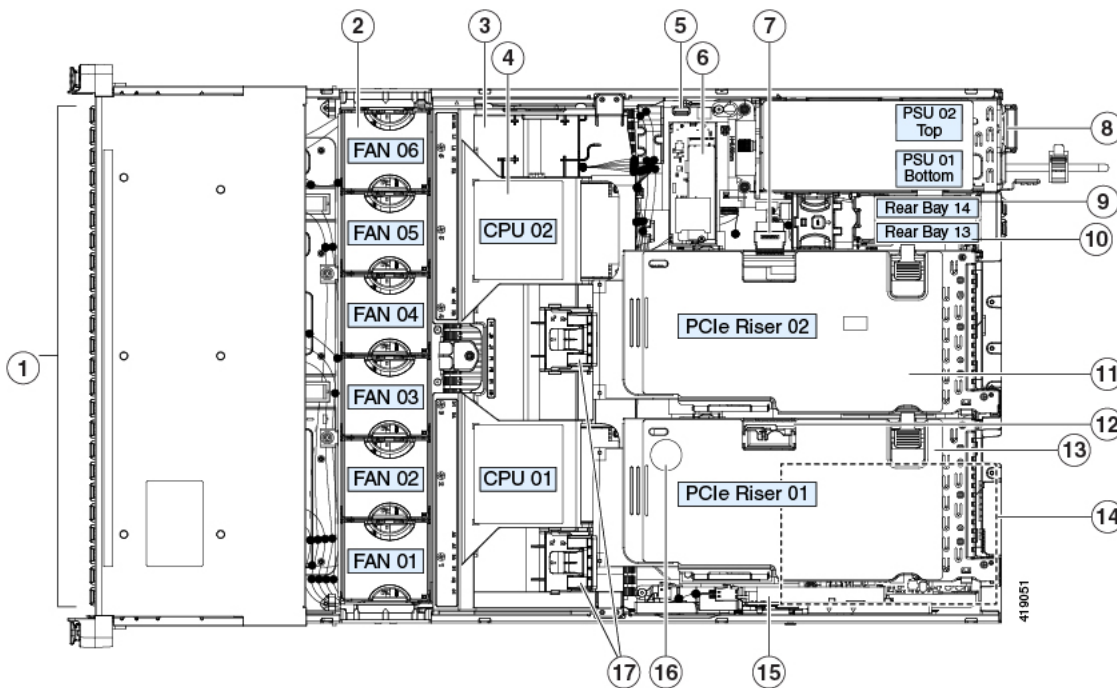 2
3
4
5
6
7
8
9
10
11
12
13
14
15
16
17
1
FAN 06
FAN 05
FAN 04
FAN 03
FAN 02
FAN 01
CPU 02
CPU 01
PSU 02
Top
PSU 01
Bottom
Rear Bay 14
Rear Bay 13
PCIe Riser 02
PCIe Riser 01
419051